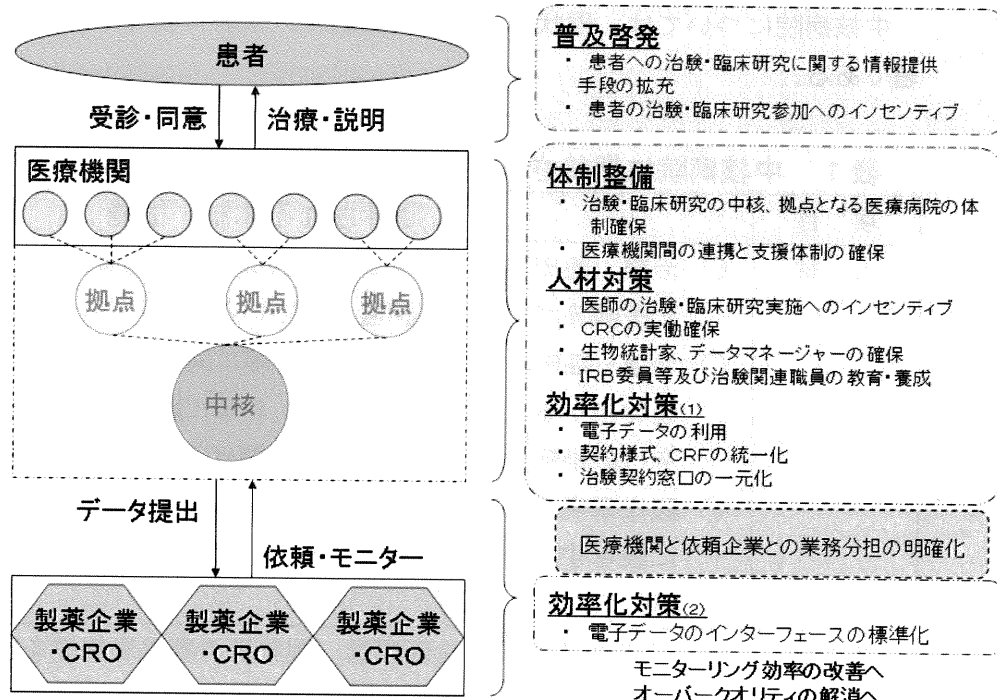 患者
受診・同意
治療・説明
医療機関
拠点
拠点
拠点
中核
データ提出
依頼・モニター
製薬企業
・CRO
製薬企業
・CRO
製薬企業
・CRO
普及啓発
・ 患者への治験・臨床研究に関する情報提供
手段の拡充
・ 患者の治験・臨床研究参加へのインセンティブ
体制整備
・ 治験・臨床研究の中核、拠点となる医療病院の体
制確保
・ 医療機関間の連携と支援体制の確保
人材対策
・ 医師の治験・臨床研究実施へのインセンティブ
・ CRCの実働確保
・ 生物統計家、データマネージャーの確保
・ IRB委員等及び治験関連職員の教育・養成
効率化対策(1)
・ 電子データの利用
・ 契約様式、CRFの統一化
・ 治験契約窓口の一元化
医療機関と依頼企業との業務分担の明確化
効率化対策(2)
・ 電子データのインターフェースの標準化
モニターリング効率の改善へ
オーバークオリティの解消へ